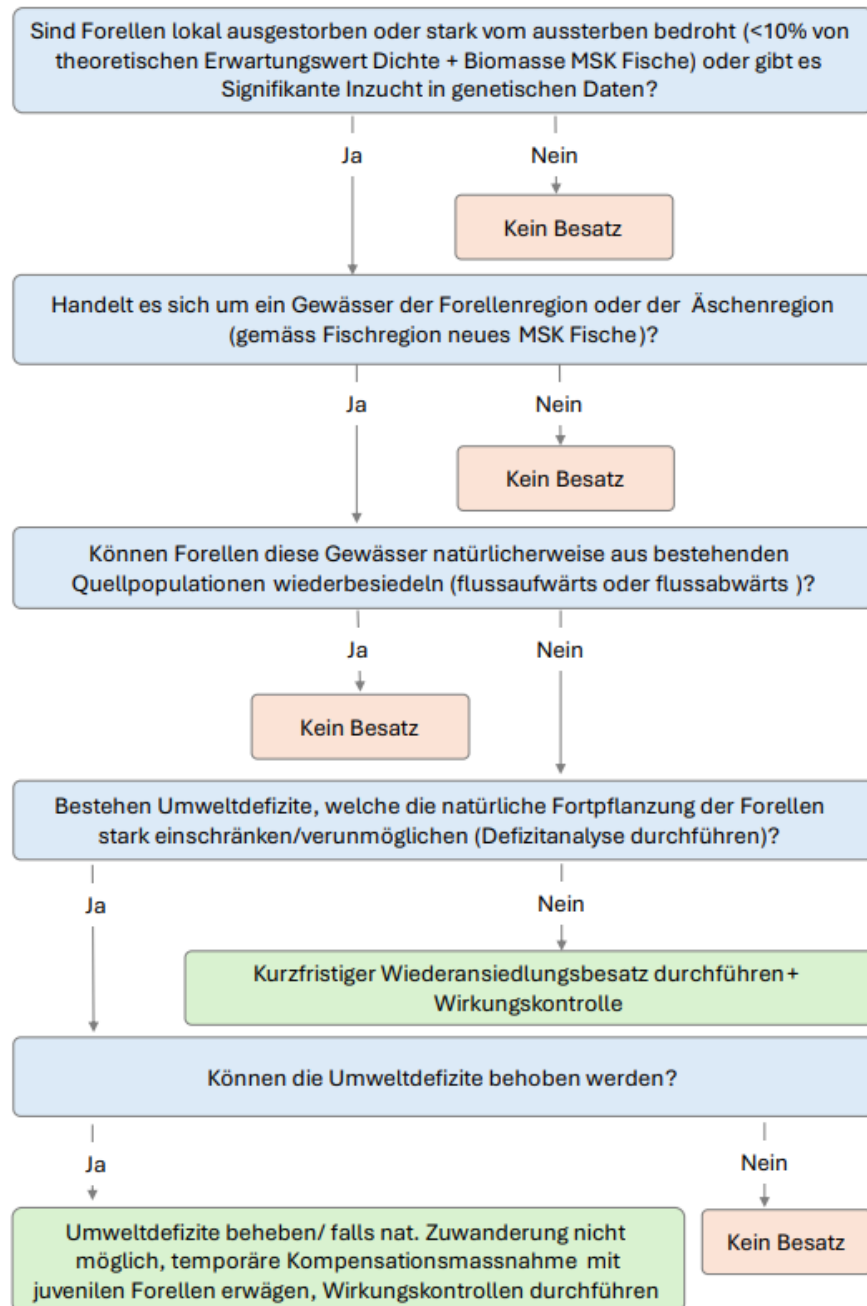 Sind Forellen lokal ausgestorben oder stark vom aussterben bedroht (<10% von
theoretischen Erwartungswert Dichte + Biomasse MSK Fische) oder gibt es
Signifikante Inzucht in genetischen Daten?
Ja
Nein
Kein Besatz
Handelt es sich um ein Gewässer der Forellenregion oder der Äschenregion
(gemäss Fischregion neues MSK Fische)?
Ja
Nein
Kein Besatz
Können Forellen diese Gewässer natürlicherweise aus bestehenden
Quellpopulationen wiederbesiedeln (flussaufwärts oder flussabwärts )?
Ja
Nein
Kein Besatz
Bestehen Umweltdefizite, welche die natürliche Fortpflanzung der Forellen
stark einschränken/verunmöglichen (Defizitanalyse durchführen)?
Ja
Nein
Kurzfristiger Wiederansiedlungsbesatz durchführen +
Wirkungskontrolle
Können die Umweltdefizite behoben werden?
Ja
Nein
Umweltdefizite beheben/ falls nat. Zuwanderung nicht
möglich, temporäre Kompensationsmassnahme mit
juvenilen Forellen erwägen, Wirkungskontrollen durchführen
Kein Besatz